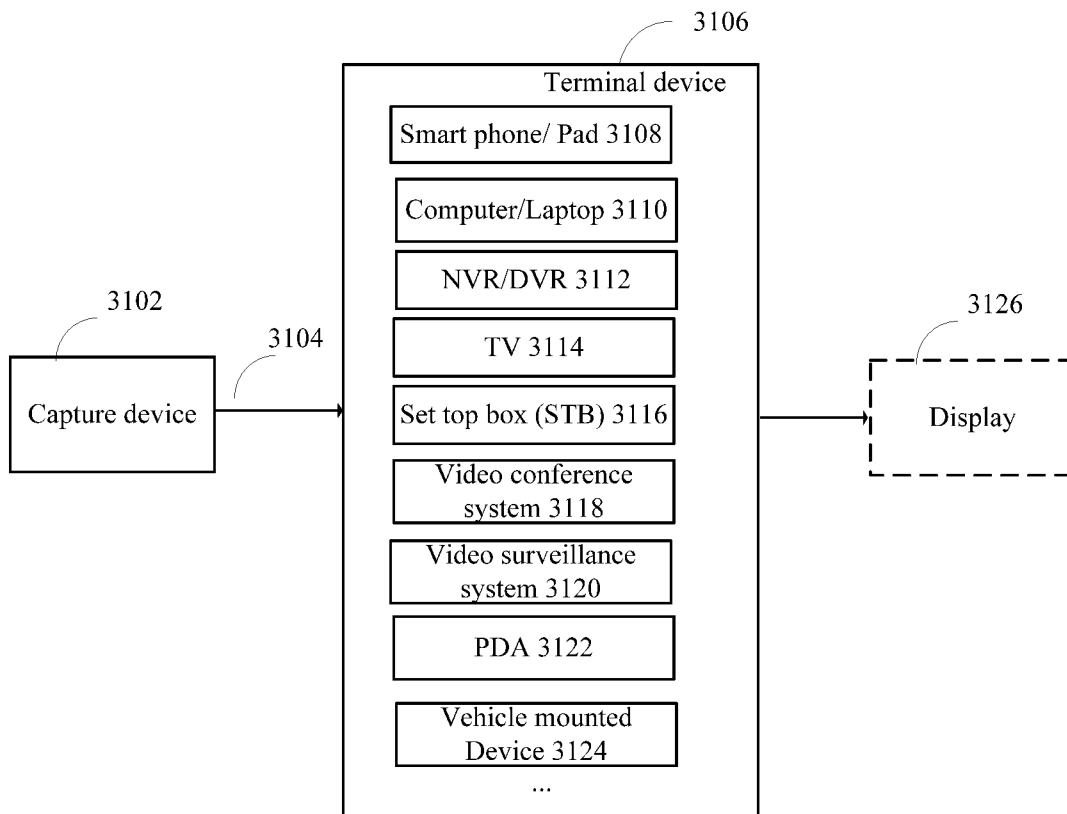 3106
Terminal device
Smart phone/ Pad 3108
Computer/Laptop 3110
NVR/DVR 3112
3102
3126
3104
TV 3114
Capture device
Set top box (STB) 3116
Display
Video conference
system 3118
Video surveillance
system 3120
PDA 3122
Vehicle mounted
Device 3124
...